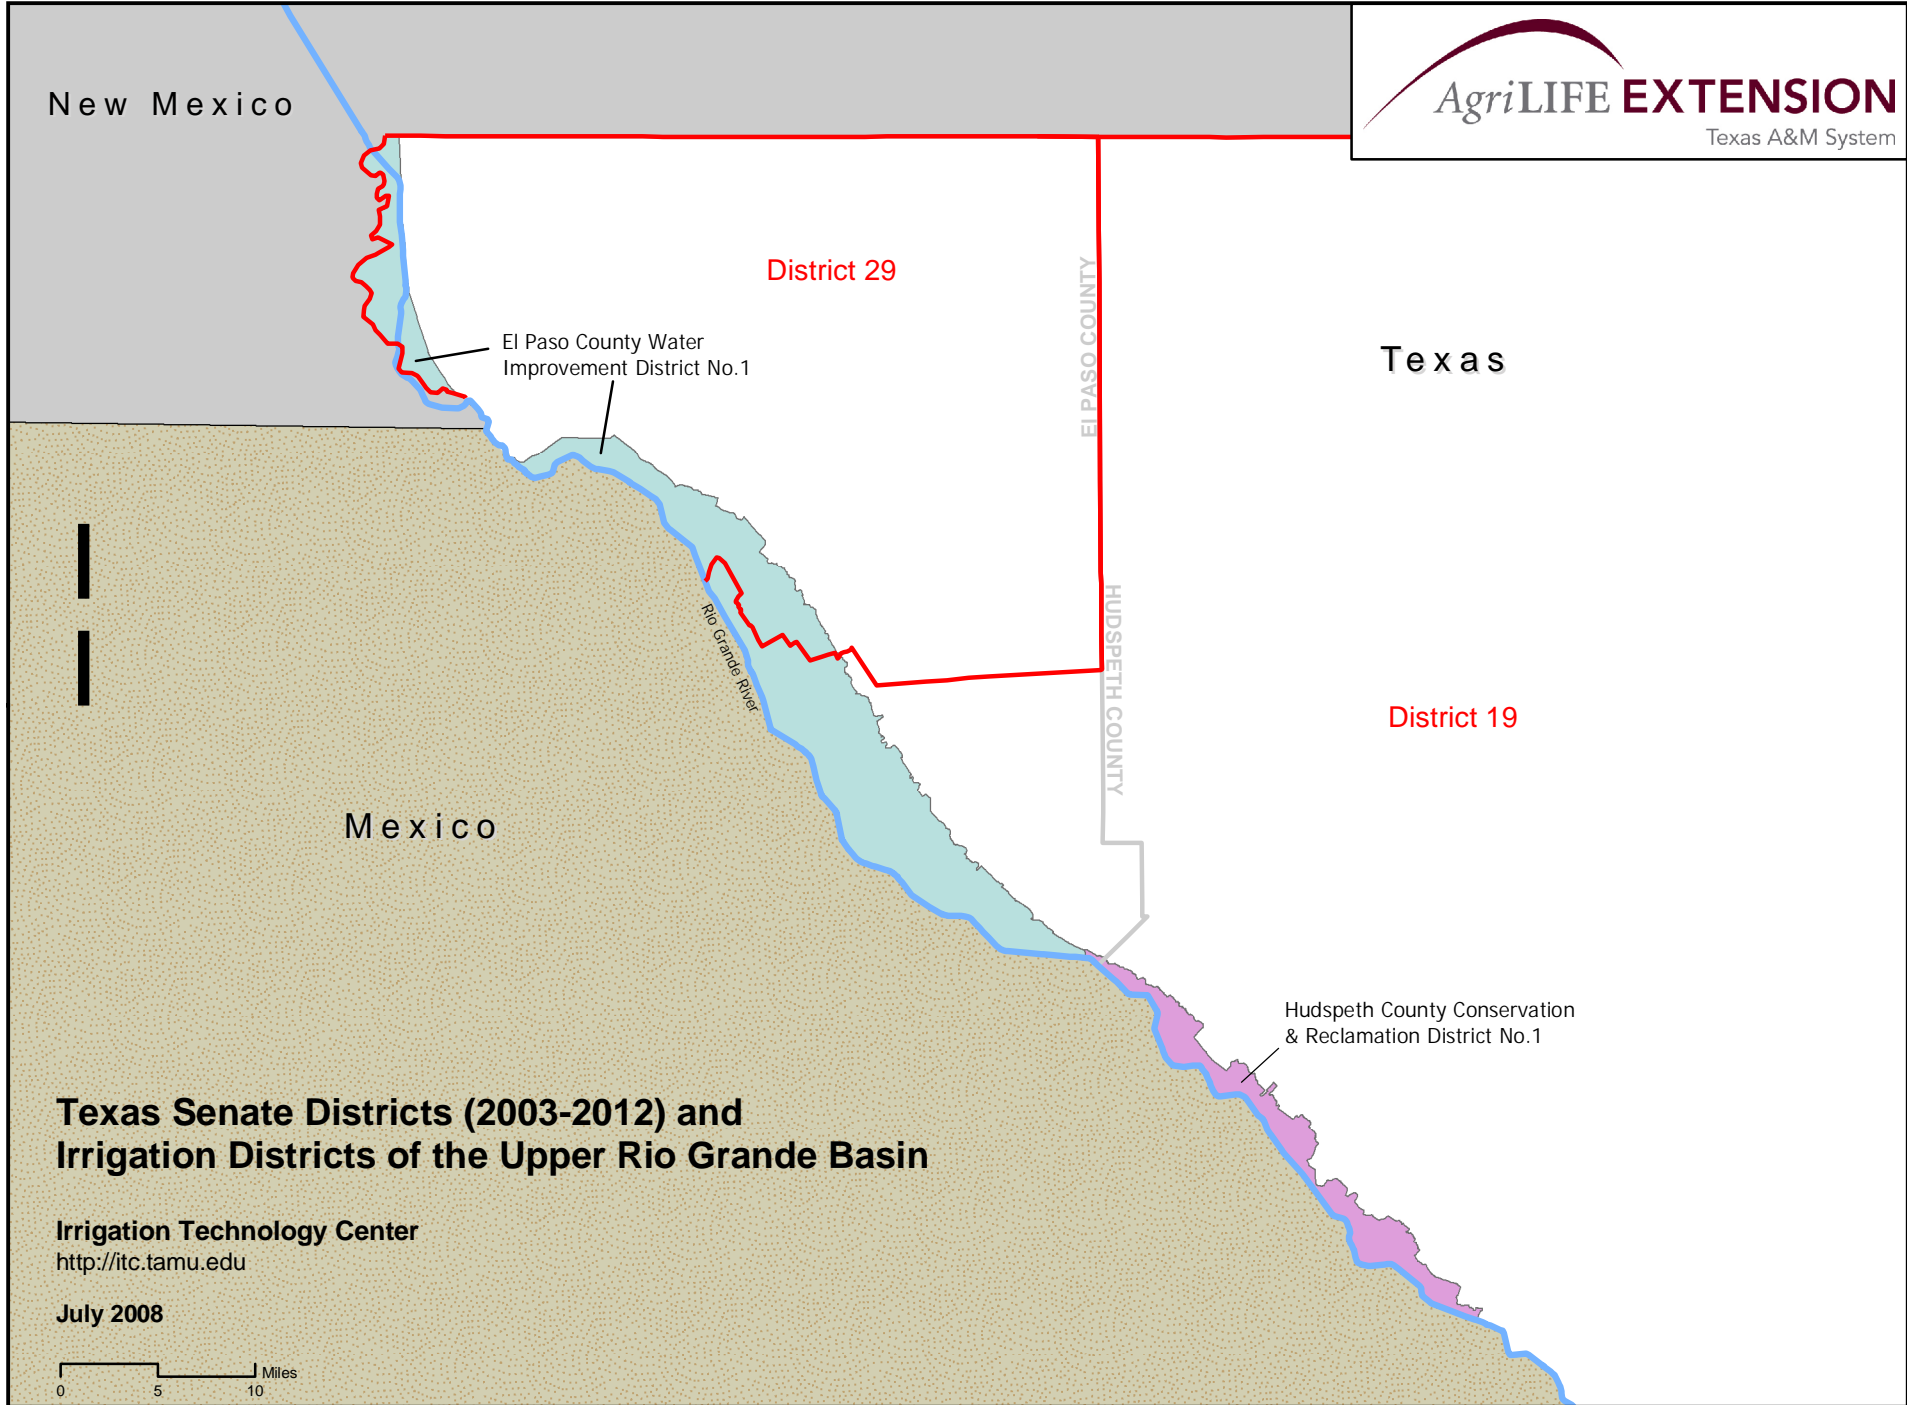 New Mexico
AgriLIFE EXTENSION
Texas A&M System
District 29
El Paso County Water
Improvement District No.1
El PASO COUNTY
Texas
HUDSPETH COUNTY
Rio Grande River
District 19
Mexico
Hudspeth County Conservation
& Reclamation District No.1
Texas Senate Districts (2003-2012) and
Irrigation Districts of the Upper Rio Grande Basin
Irrigation Technology Center
http://itc.tamu.edu
July 2008
Miles
0 5 10